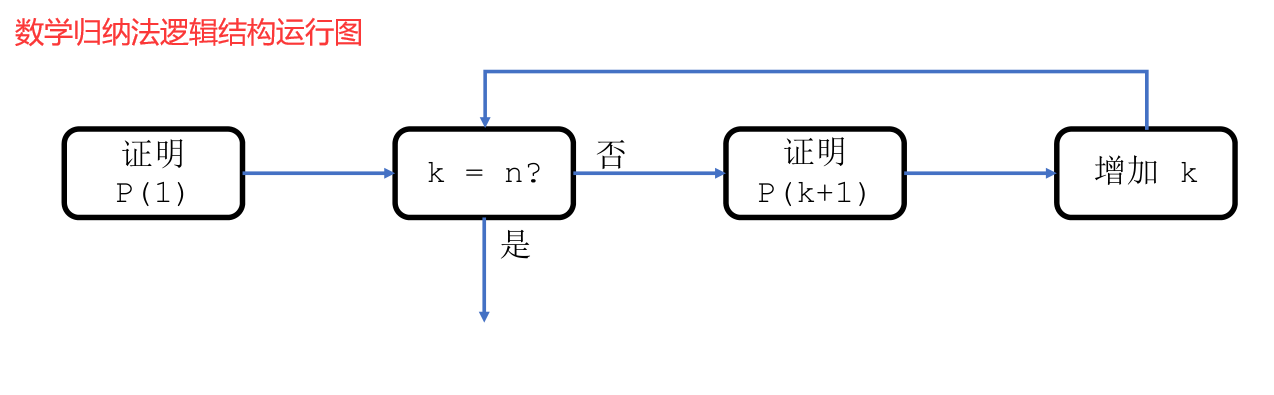 数学归纳法逻辑结构运行图
证明
P(1)
k = n?
否
证明
P(k+1)
增加 k
是